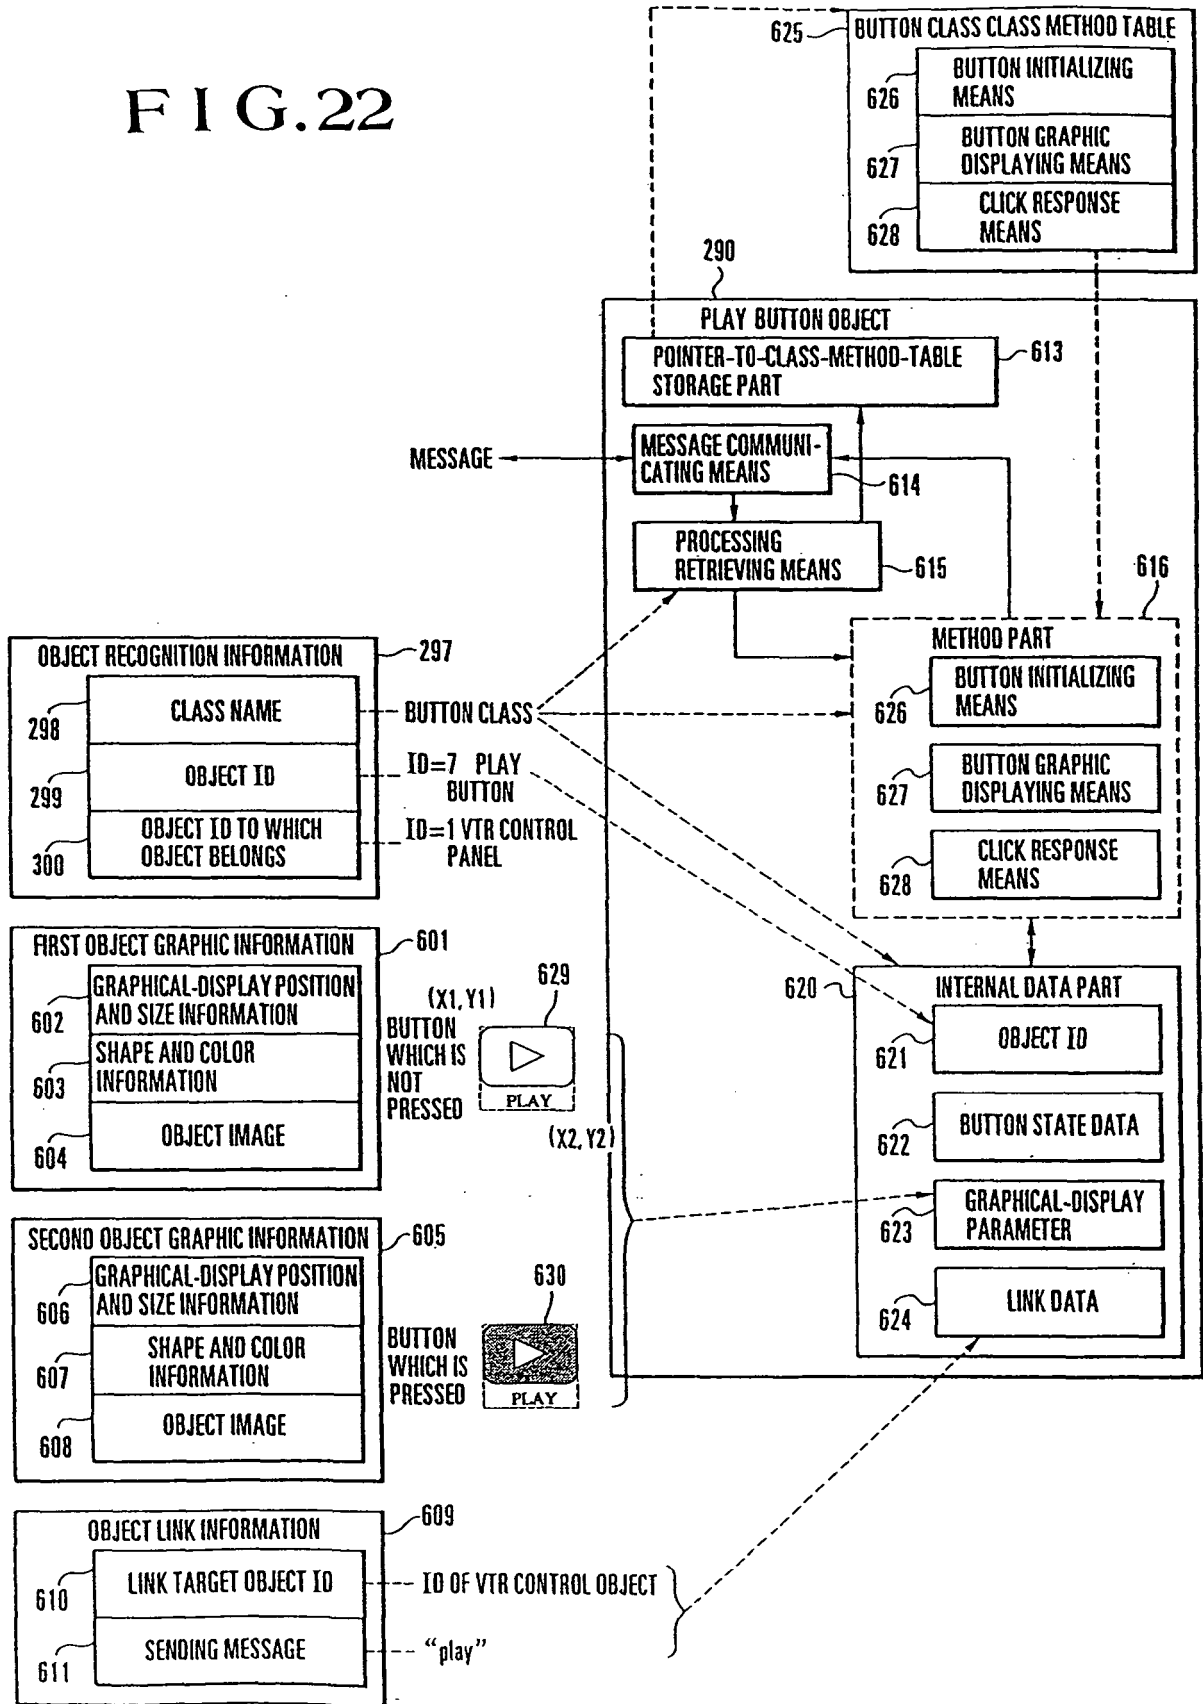 FIG.22
625
BUTTON CLASS CLASS METHOD TABLE
626
BUTTON INITIALIZING
MEANS
627
BUTTON GRAPHIC
DISPLAYING MEANS
628
CLICK RESPONSE
MEANS
290
PLAY BUTTON OBJECT
POINTER-TO-CLASS-METHOD-TABLE
STORAGE PART
613
MESSAGE
MESSAGE COMMUNI-
CATING MEANS
614
PROCESSING
RETRIEVING MEANS
615
616
METHOD PART
626
BUTTON INITIALIZING
MEANS
627
BUTTON GRAPHIC
DISPLAYING MEANS
628
CLICK RESPONSE
MEANS
OBJECT RECOGNITION INFORMATION
297
298
CLASS NAME
BUTTON CLASS
299
OBJECT ID
ID=7 PLAY
BUTTON
300
OBJECT ID TO WHICH
OBJECT BELONGS
ID=1 VTR CONTROL
PANEL
FIRST OBJECT GRAPHIC INFORMATION
601
602
GRAPHICAL-DISPLAY POSITION
AND SIZE INFORMATION
603
SHAPE AND COLOR
INFORMATION
604
OBJECT IMAGE
BUTTON
WHICH IS
NOT
PRESSED
(X1,Y1)
629
PLAY
(X2,Y2)
620
INTERNAL DATA PART
621
OBJECT ID
622
BUTTON STATE DATA
623
GRAPHICAL-DISPLAY
PARAMETER
624
LINK DATA
SECOND OBJECT GRAPHIC INFORMATION
605
606
GRAPHICAL-DISPLAY POSITION
AND SIZE INFORMATION
607
SHAPE AND COLOR
INFORMATION
608
OBJECT IMAGE
BUTTON
WHICH IS
PRESSED
630
PLAY
OBJECT LINK INFORMATION
609
610
LINK TARGET OBJECT ID
ID OF VTR CONTROL OBJECT
611
SENDING MESSAGE
"play"